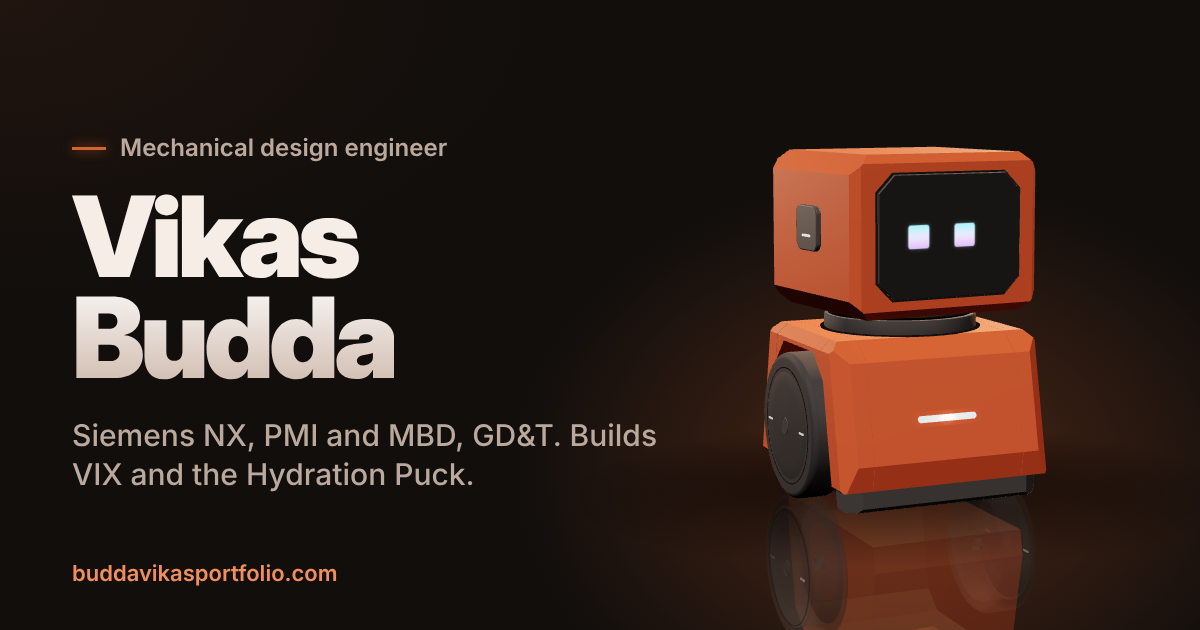 Mechanical design engineer
Vikas
Budda
Siemens NX, PMI and MBD, GD&T. Builds
VIX and the Hydration Puck.
buddavikasportfolio.com